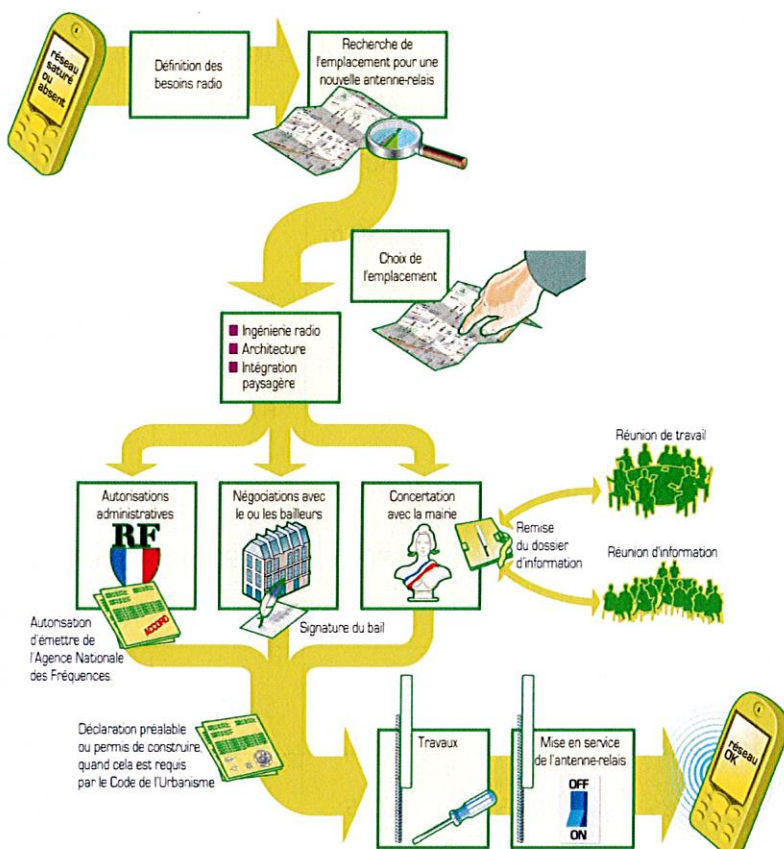 réseau
saturé
ou
absent
Définition des
besoins radio
Recherche de
l'emplacement pour une
nouvelle antenne-relais
Choix de
l'emplacement
Ingénierie radio
Architecture
Intégration
paysagère
Autorisations
administratives
RF
ACCORD
Autorisation
d'émettre de
l'Agence Nationale
des Fréquences.
Négociations avec
le ou les bailleurs
Signature du bail
Concertation
avec la mairie
Remise
du dossier
d'information
Réunion de travail
Réunion d'information
Déclaration préalable
ou permis de construire,
quand cela est requis
par le Code de l'Urbanisme
Travaux
Mise en service
de l'antenne-relais
OFF
ON
réseau
OK